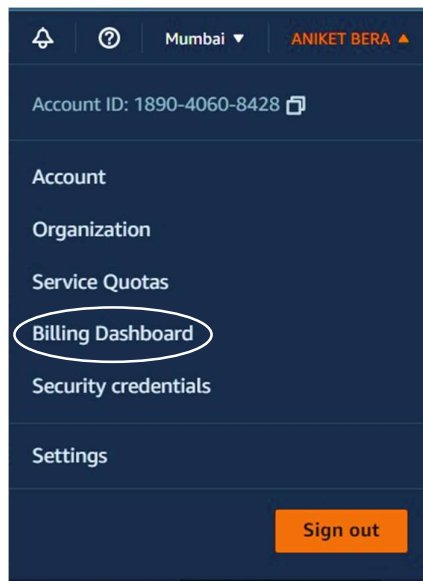 Mumbai ▼ ANIKET BERA ▲
Account ID: 1890-4060-8428
Account
Organization
Service Quotas
Billing Dashboard
Security credentials
Settings
Sign out